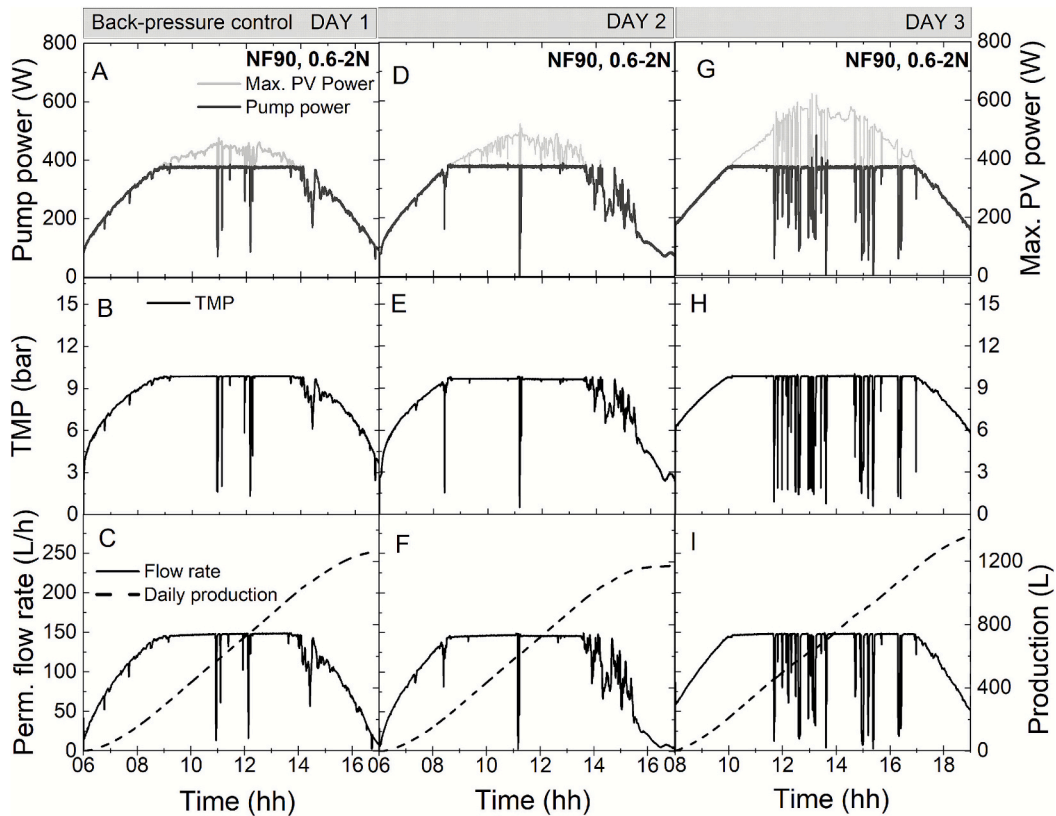 Back-pressure control DAY 1 DAY 2 DAY 3
A NF90, 0.6-2N
Max. PV Power
Pump power
D NF90, 0.6-2N
G NF90, 0.6-2N
Pump power (W)
800
600
400
200
0
Max. PV power (W)
800
600
400
200
0
B TMP
E
H
TMP (bar)
15
12
9
6
3
0
15
12
9
6
3
0
C
Flow rate
Daily production
F
I
Perm. flow rate (L/h)
250
200
150
100
50
0
Production (L)
1200
800
400
0
06 08 10 12 14 16 06 08 10 12 14 16 08 10 12 13 14 16 18 19
Time (hh) Time (hh) Time (hh)